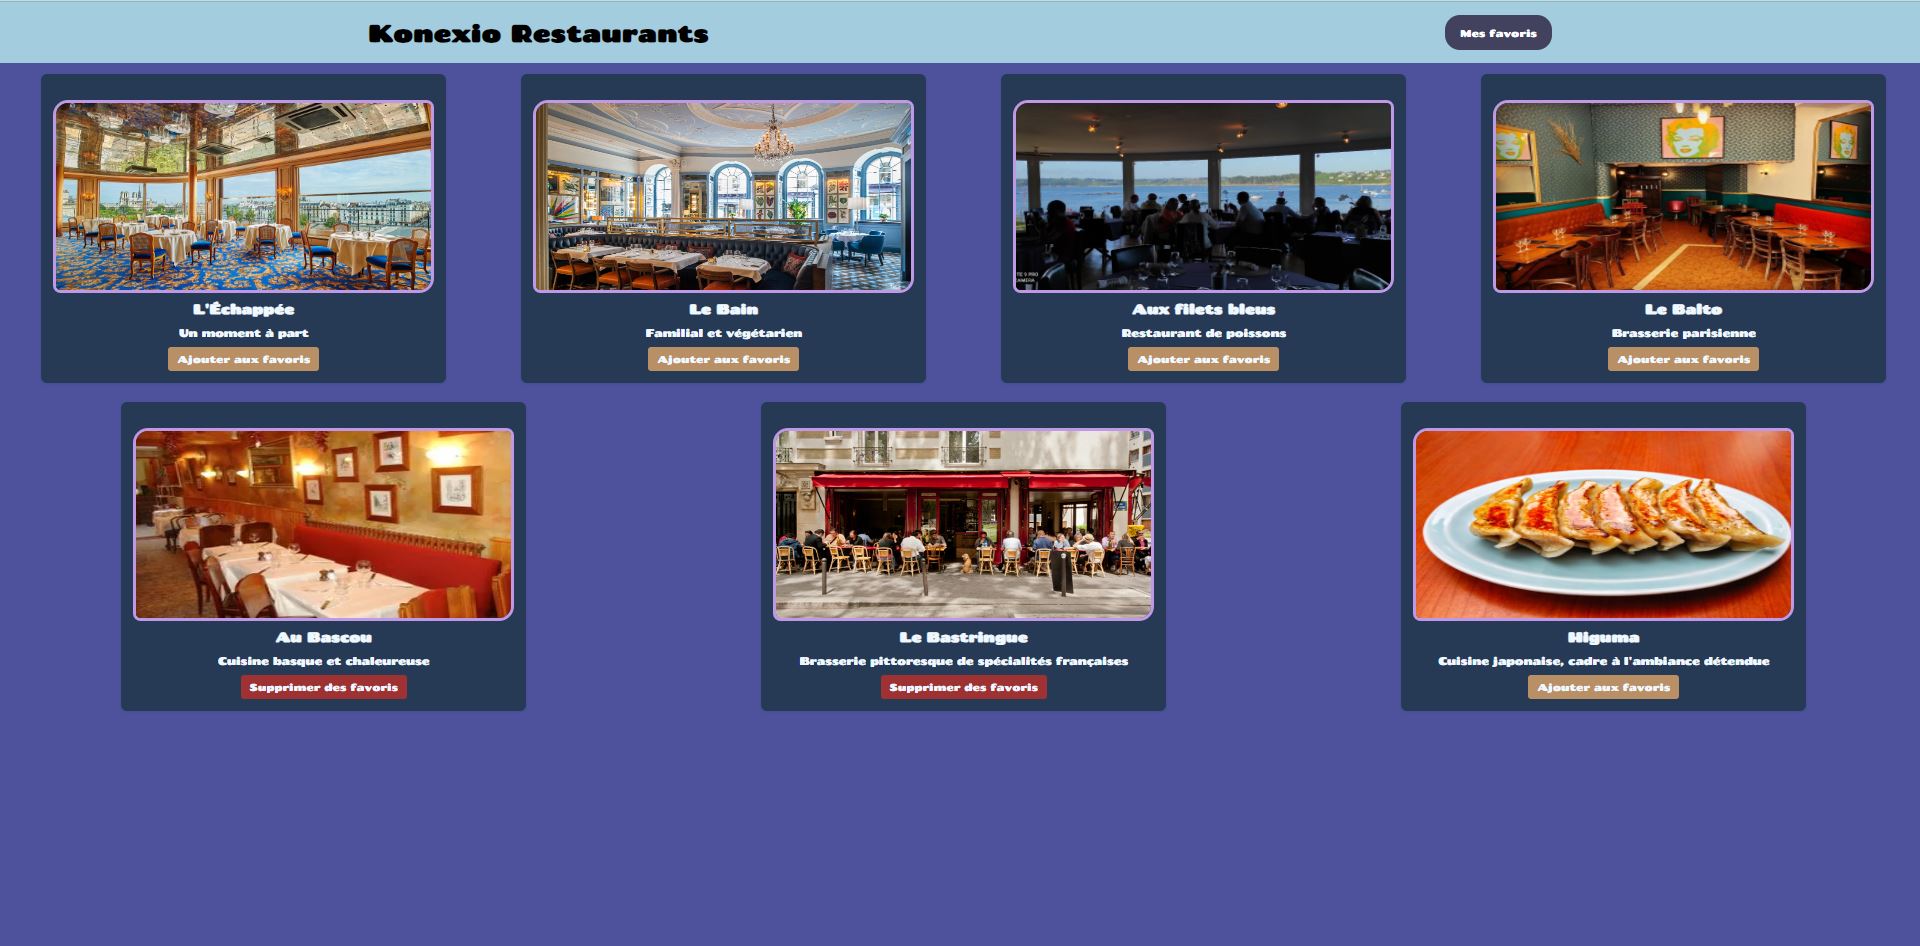 Konexio Restaurants
Mes favoris
L'Échappée
Un moment à part
Ajouter aux favoris
Le Bain
Familial et végétarien
Ajouter aux favoris
Aux filets bleus
Restaurant de poissons
Ajouter aux favoris
Le Balto
Brasserie parisienne
Ajouter aux favoris
Au Bascou
Cuisine basque et chaleureuse
Supprimer des favoris
Le Bastringue
Brasserie pittoresque de spécialités françaises
Supprimer des favoris
Higuma
Cuisine japonaise, cadre à l'ambiance détendue
Ajouter aux favoris